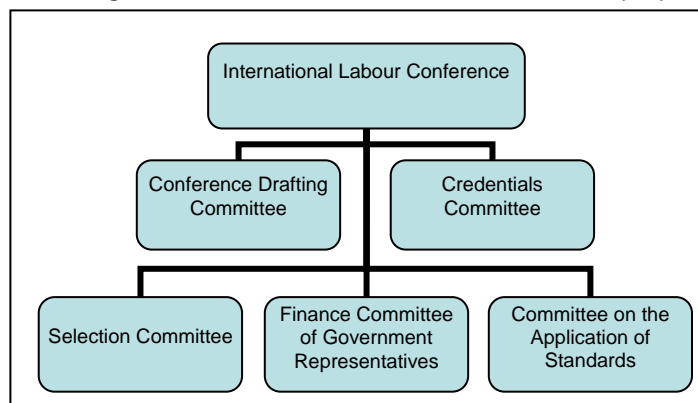 International Labour Conference
Conference Drafting
Committee
Credentials
Committee
Selection Committee
Finance Committee
of Government
Representatives
Committee on the
Application of
Standards